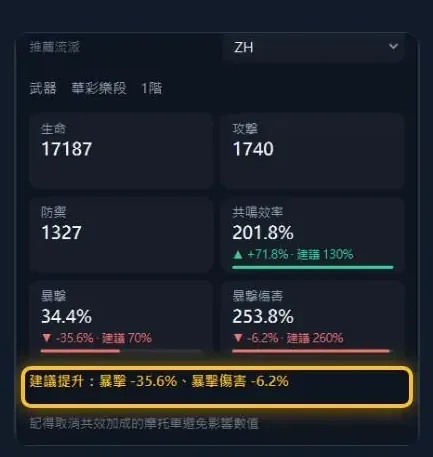 推薦流派 ZH
武器 華彩樂段 1階
生命 攻擊
17187 1740
防禦 共鳴效率
1327 201.8%
▲ +71.8% · 建議 130%
暴擊 暴擊傷害
34.4% 253.8%
▼ -35.6% · 建議 70% ▼ -6.2% · 建議 260%
建議提升：暴擊 -35.6%、暴擊傷害 -6.2%
記得取消共效加成的摩托車避免影響數值